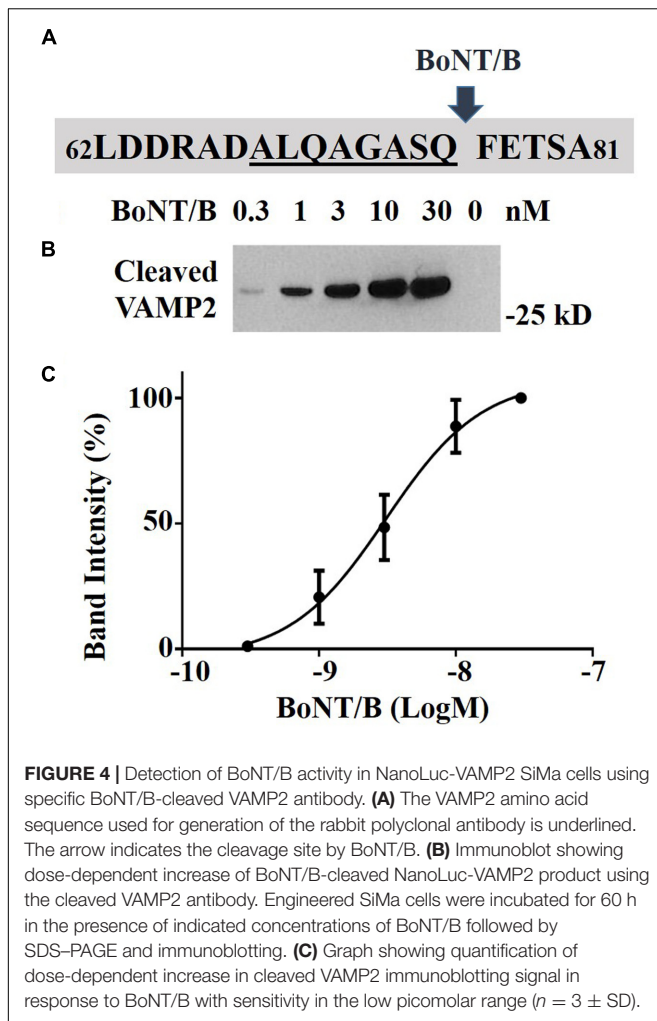 A
BoNT/B
62LDDRADALQAGASQ FETSA81
BoNT/B 0.3 1 3 10 30 0 nM
B
Cleaved
VAMP2
-25 kD
C
Band Intensity (%)
100
50
0
-10 -9 -8 -7
BoNT/B (LogM)
FIGURE 4 | Detection of BoNT/B activity in NanoLuc-VAMP2 SiMa cells using
specific BoNT/B-cleaved VAMP2 antibody. (A) The VAMP2 amino acid
sequence used for generation of the rabbit polyclonal antibody is underlined.
The arrow indicates the cleavage site by BoNT/B. (B) Immunoblot showing
dose-dependent increase of BoNT/B-cleaved NanoLuc-VAMP2 product using
the cleaved VAMP2 antibody. Engineered SiMa cells were incubated for 60 h
in the presence of indicated concentrations of BoNT/B followed by
SDS–PAGE and immunoblotting. (C) Graph showing quantification of
dose-dependent increase in cleaved VAMP2 immunoblotting signal in
response to BoNT/B with sensitivity in the low picomolar range (n = 3 ± SD).